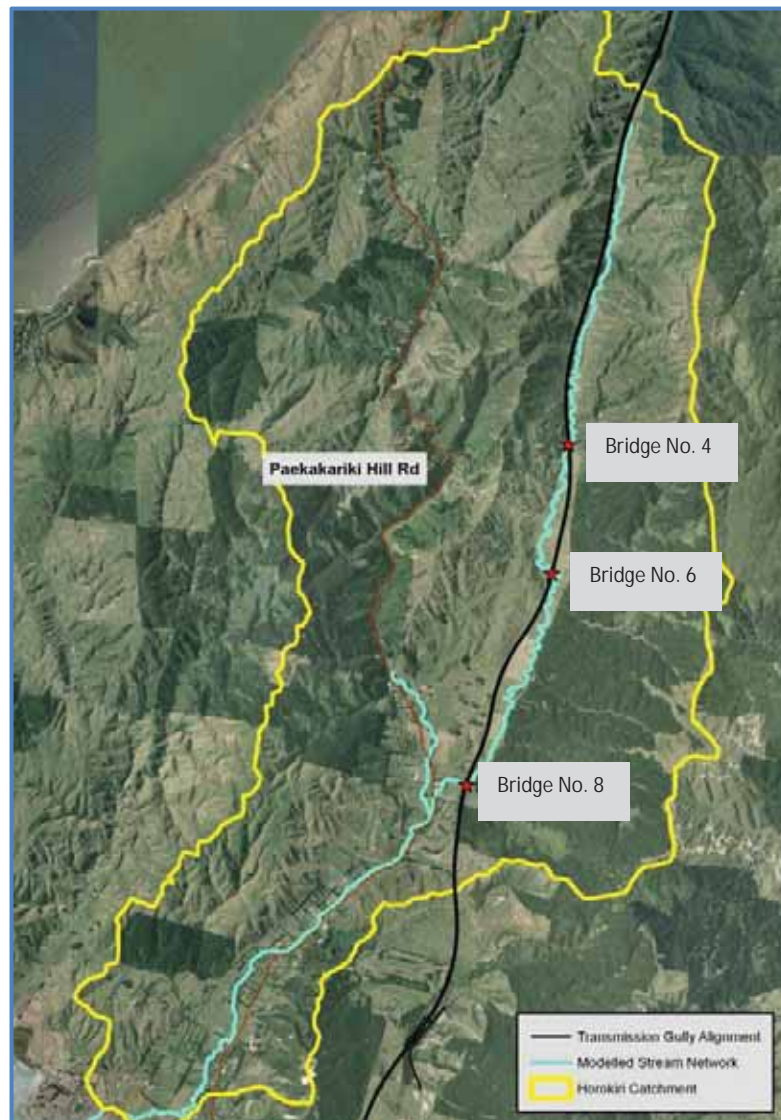 Bridge No. 4
Paekakariki Hill Rd
Bridge No. 6
Bridge No. 8
Transmission Gully Alignment
Modelled Stream Network
Horokiri Catchment